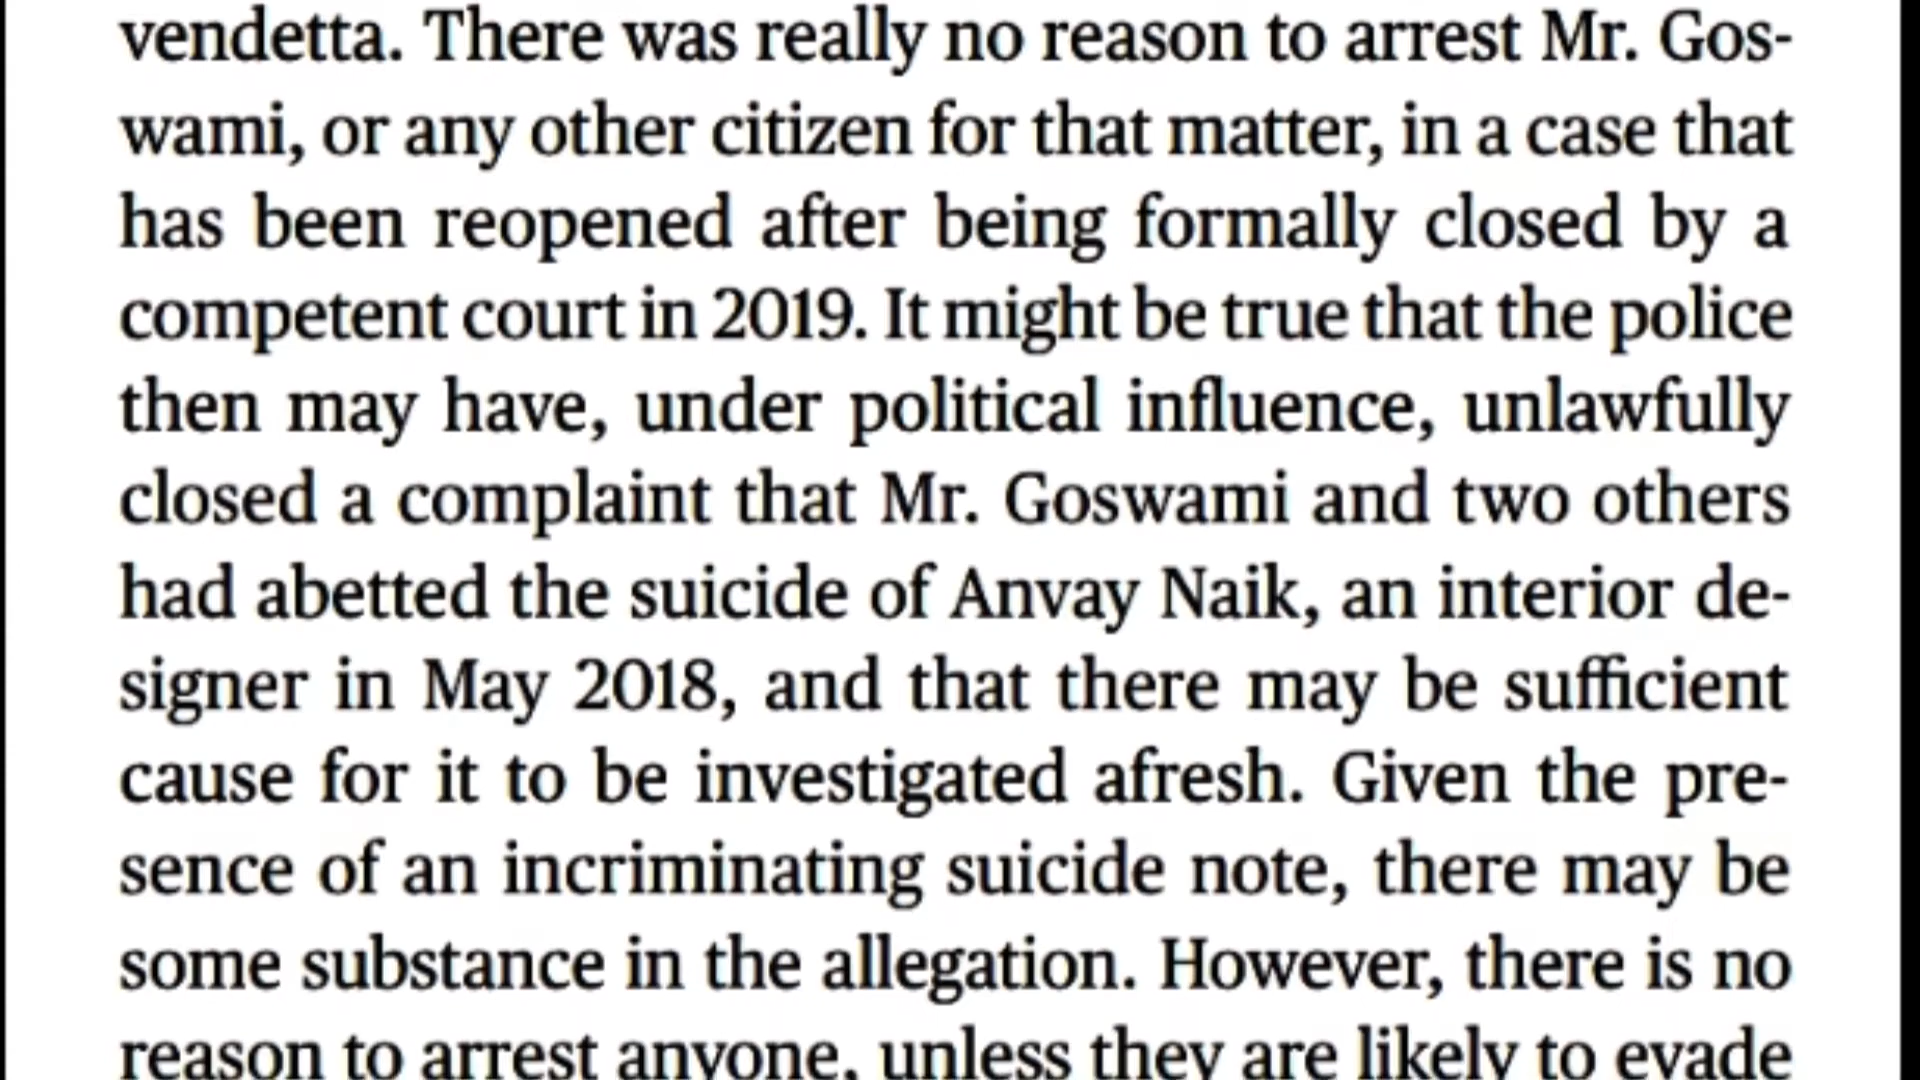 vendetta. There was really no reason to arrest Mr. Gos-
wami, or any other citizen for that matter, in a case that
has been reopened after being formally closed by a
competent court in 2019. It might be true that the police
then may have, under political influence, unlawfully
closed a complaint that Mr. Goswami and two others
had abetted the suicide of Anvay Naik, an interior de-
signer in May 2018, and that there may be sufficient
cause for it to be investigated afresh. Given the pre-
sence of an incriminating suicide note, there may be
some substance in the allegation. However, there is no
reason to arrest anyone, unless they are likely to evade